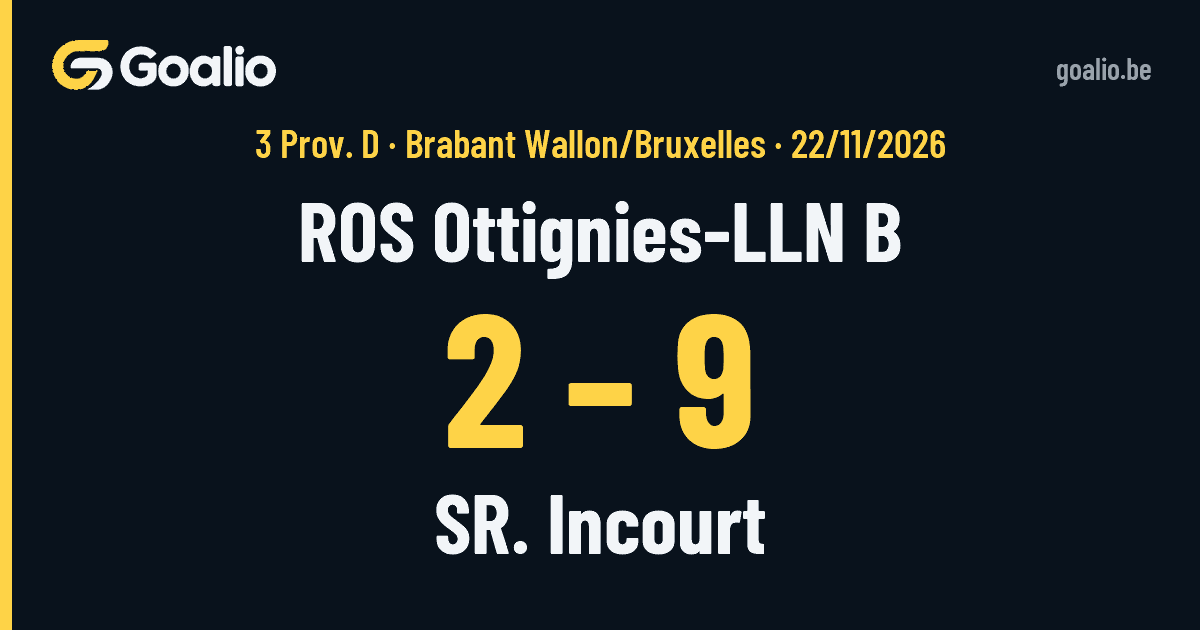 Goalio
goalio.be
3 Prov. D · Brabant Wallon/Bruxelles · 22/11/2026
ROS Ottignies-LLN B
2 - 9
SR. Incourt